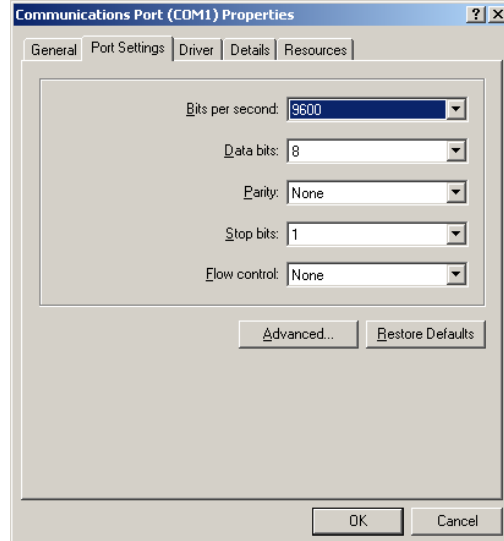 Communications Port (COM1) Properties
General Port Settings Driver Details Resources
Bits per second: 9600
Data bits: 8
Parity: None
Stop bits: 1
Flow control: None
Advanced... Restore Defaults
OK Cancel